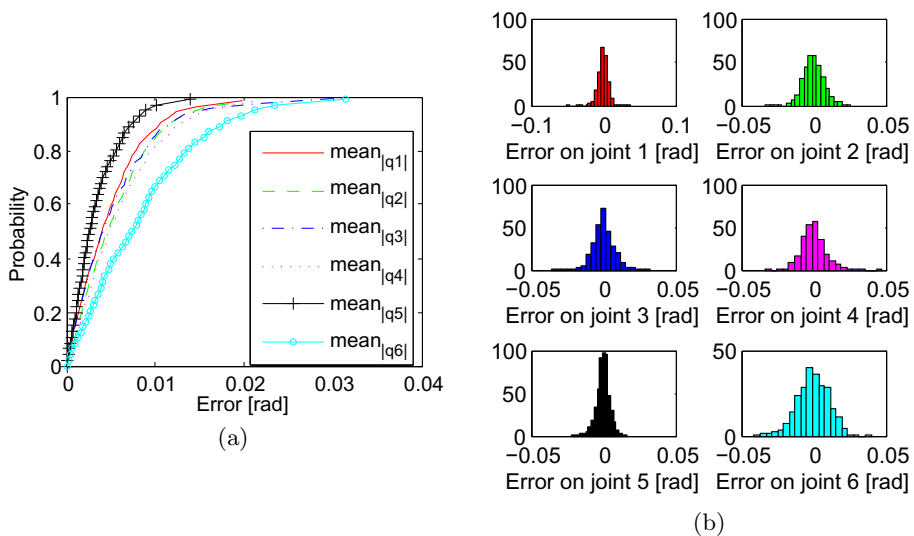 1
0.8
0.6
0.4
0.2
0
Probability
0
0.01
0.02
0.03
0.04
Error [rad]
mean|q1|
mean|q2|
mean|q3|
mean|q4|
mean|q5|
mean|q6|
(a)
100
50
0
−0.1 0 0.1
Error on joint 1 [rad]
100
50
0
−0.05 0 0.05
Error on joint 2 [rad]
100
50
0
−0.05 0 0.05
Error on joint 3 [rad]
100
50
0
−0.05 0 0.05
Error on joint 4 [rad]
100
50
0
−0.05 0 0.05
Error on joint 5 [rad]
50
0
−0.05 0 0.05
Error on joint 6 [rad]
(b)